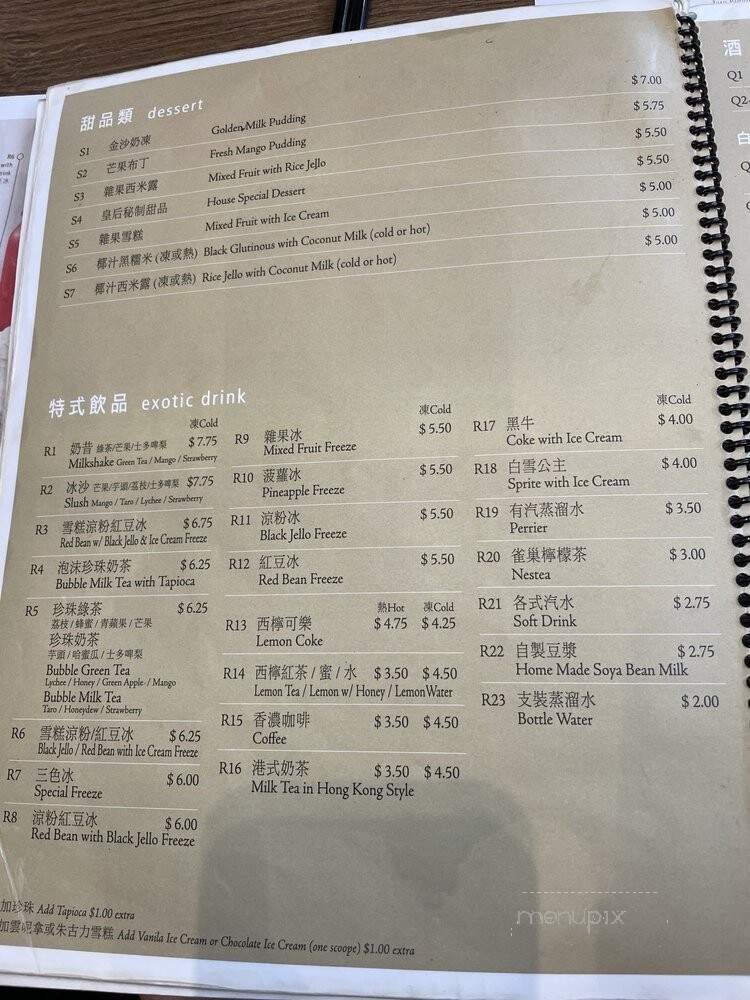 甜品類 dessert
S1 金沙奶凍 Golden Milk Pudding $7.00
S2 芒果布丁 Fresh Mango Pudding $5.75
S3 雜果西米露 Mixed Fruit with Rice Jello $5.50
S4 皇后秘制甜品 House Special Dessert $5.50
S5 雜果雪糕 Mixed Fruit with Ice Cream $5.00
S6 椰汁黑糯米 (凍或熱) Black Glutinous with Coconut Milk (cold or hot) $5.00
S7 椰汁西米露 (凍或熱) Rice Jello with Coconut Milk (cold or hot) $5.00
特式飲品 exotic drink
凍Cold
R1 奶昔 綠茶/芒果/士多啤梨 $7.75
Milkshake Green Tea / Mango / Strawberry
R2 冰沙 芒果/芋頭/荔枝/士多啤梨 $7.75
Slush Mango / Taro / Lychee / Strawberry
R3 雪糕涼粉紅豆冰 $6.75
Red Bean w/ Black Jello & Ice Cream Freeze
R4 泡沫珍珠奶茶 $6.25
Bubble Milk Tea with Tapioca
R5 珍珠綠茶 $6.25
荔枝 / 蜂蜜 / 青蘋果 / 芒果
珍珠奶茶
芋頭 / 哈蜜瓜 / 士多啤梨
Bubble Green Tea
Lychee / Honey / Green Apple / Mango
Bubble Milk Tea
Taro / Honeydew / Strawberry
R6 雪糕涼粉/紅豆冰 $6.25
Black Jello / Red Bean with Ice Cream Freeze
R7 三色冰 $6.00
Special Freeze
R8 涼粉紅豆冰 $6.00
Red Bean with Black Jello Freeze
凍Cold
R9 雜果冰 $5.50
Mixed Fruit Freeze
R10 菠蘿冰 $5.50
Pineapple Freeze
R11 涼粉冰 $5.50
Black Jello Freeze
R12 紅豆冰 $5.50
Red Bean Freeze
熱Hot 凍Cold
R13 西檸可樂 $4.75 $4.25
Lemon Coke
R14 西檸紅茶 / 蜜 / 水 $3.50 $4.50
Lemon Tea / Lemon w/ Honey / Lemon Water
R15 香濃咖啡 $3.50 $4.50
Coffee
R16 港式奶茶 $3.50 $4.50
Milk Tea in Hong Kong Style
凍Cold
R17 黑牛 $4.00
Coke with Ice Cream
R18 白雪公主 $4.00
Sprite with Ice Cream
R19 有汽蒸溜水 $3.50
Perrier
R20 雀巢檸檬茶 $3.00
Nestea
R21 各式汽水 $2.75
Soft Drink
R22 自製豆漿 $2.75
Home Made Soya Bean Milk
R23 支裝蒸溜水 $2.00
Bottle Water
加珍珠 Add Tapioca $1.00 extra
加雲呢拿或朱古力雪糕 Add Vanila Ice Cream or Chocolate Ice Cream (one scoope) $1.00 extra
menupix
酒
Q1
Q2
白